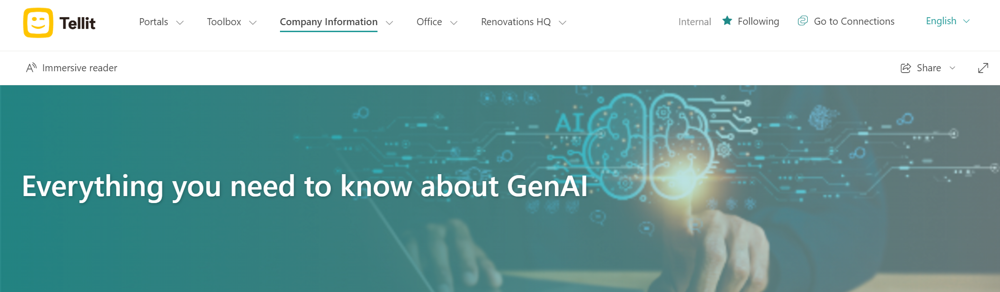 Tellit
Portals
Toolbox
Company Information
Office
Renovations HQ
Internal
Following
Go to Connections
English
Immersive reader
Share
AI
Everything you need to know about GenAI